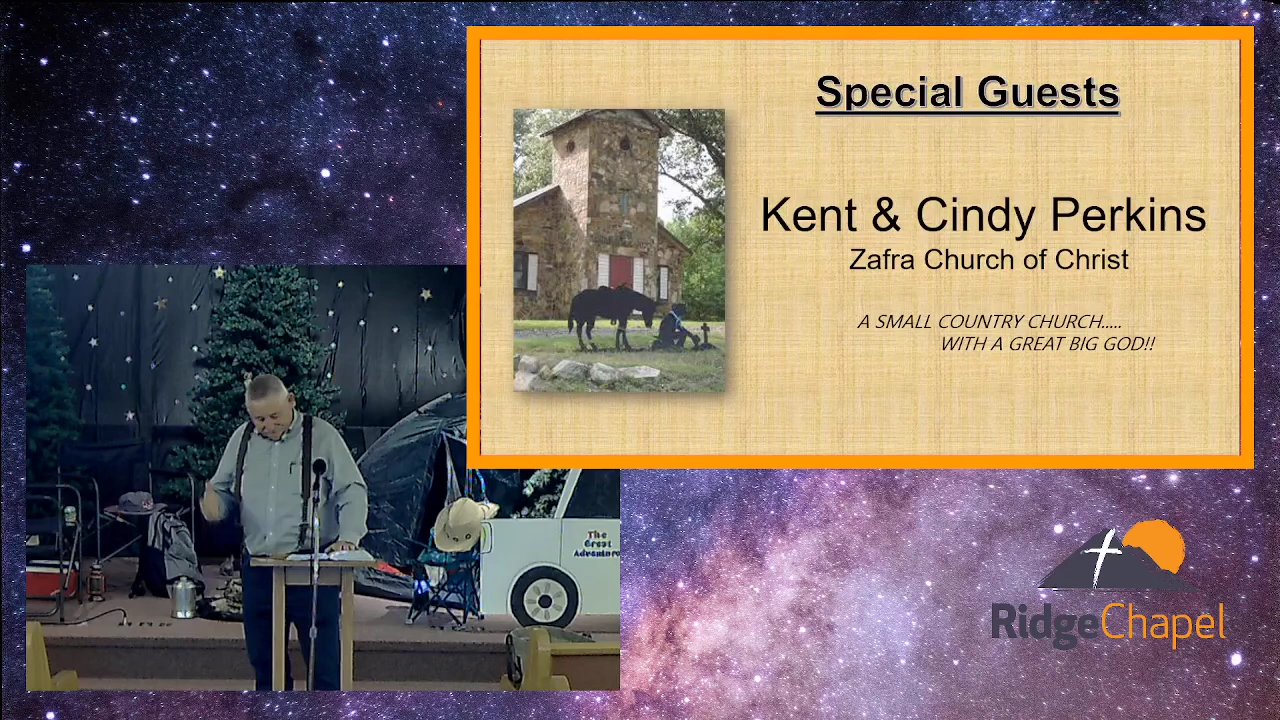 Special Guests
Kent & Cindy Perkins
Zafra Church of Christ
A SMALL COUNTRY CHURCH.....
WITH A GREAT BIG GOD!!
The
Great
Adventure
RidgeChapel